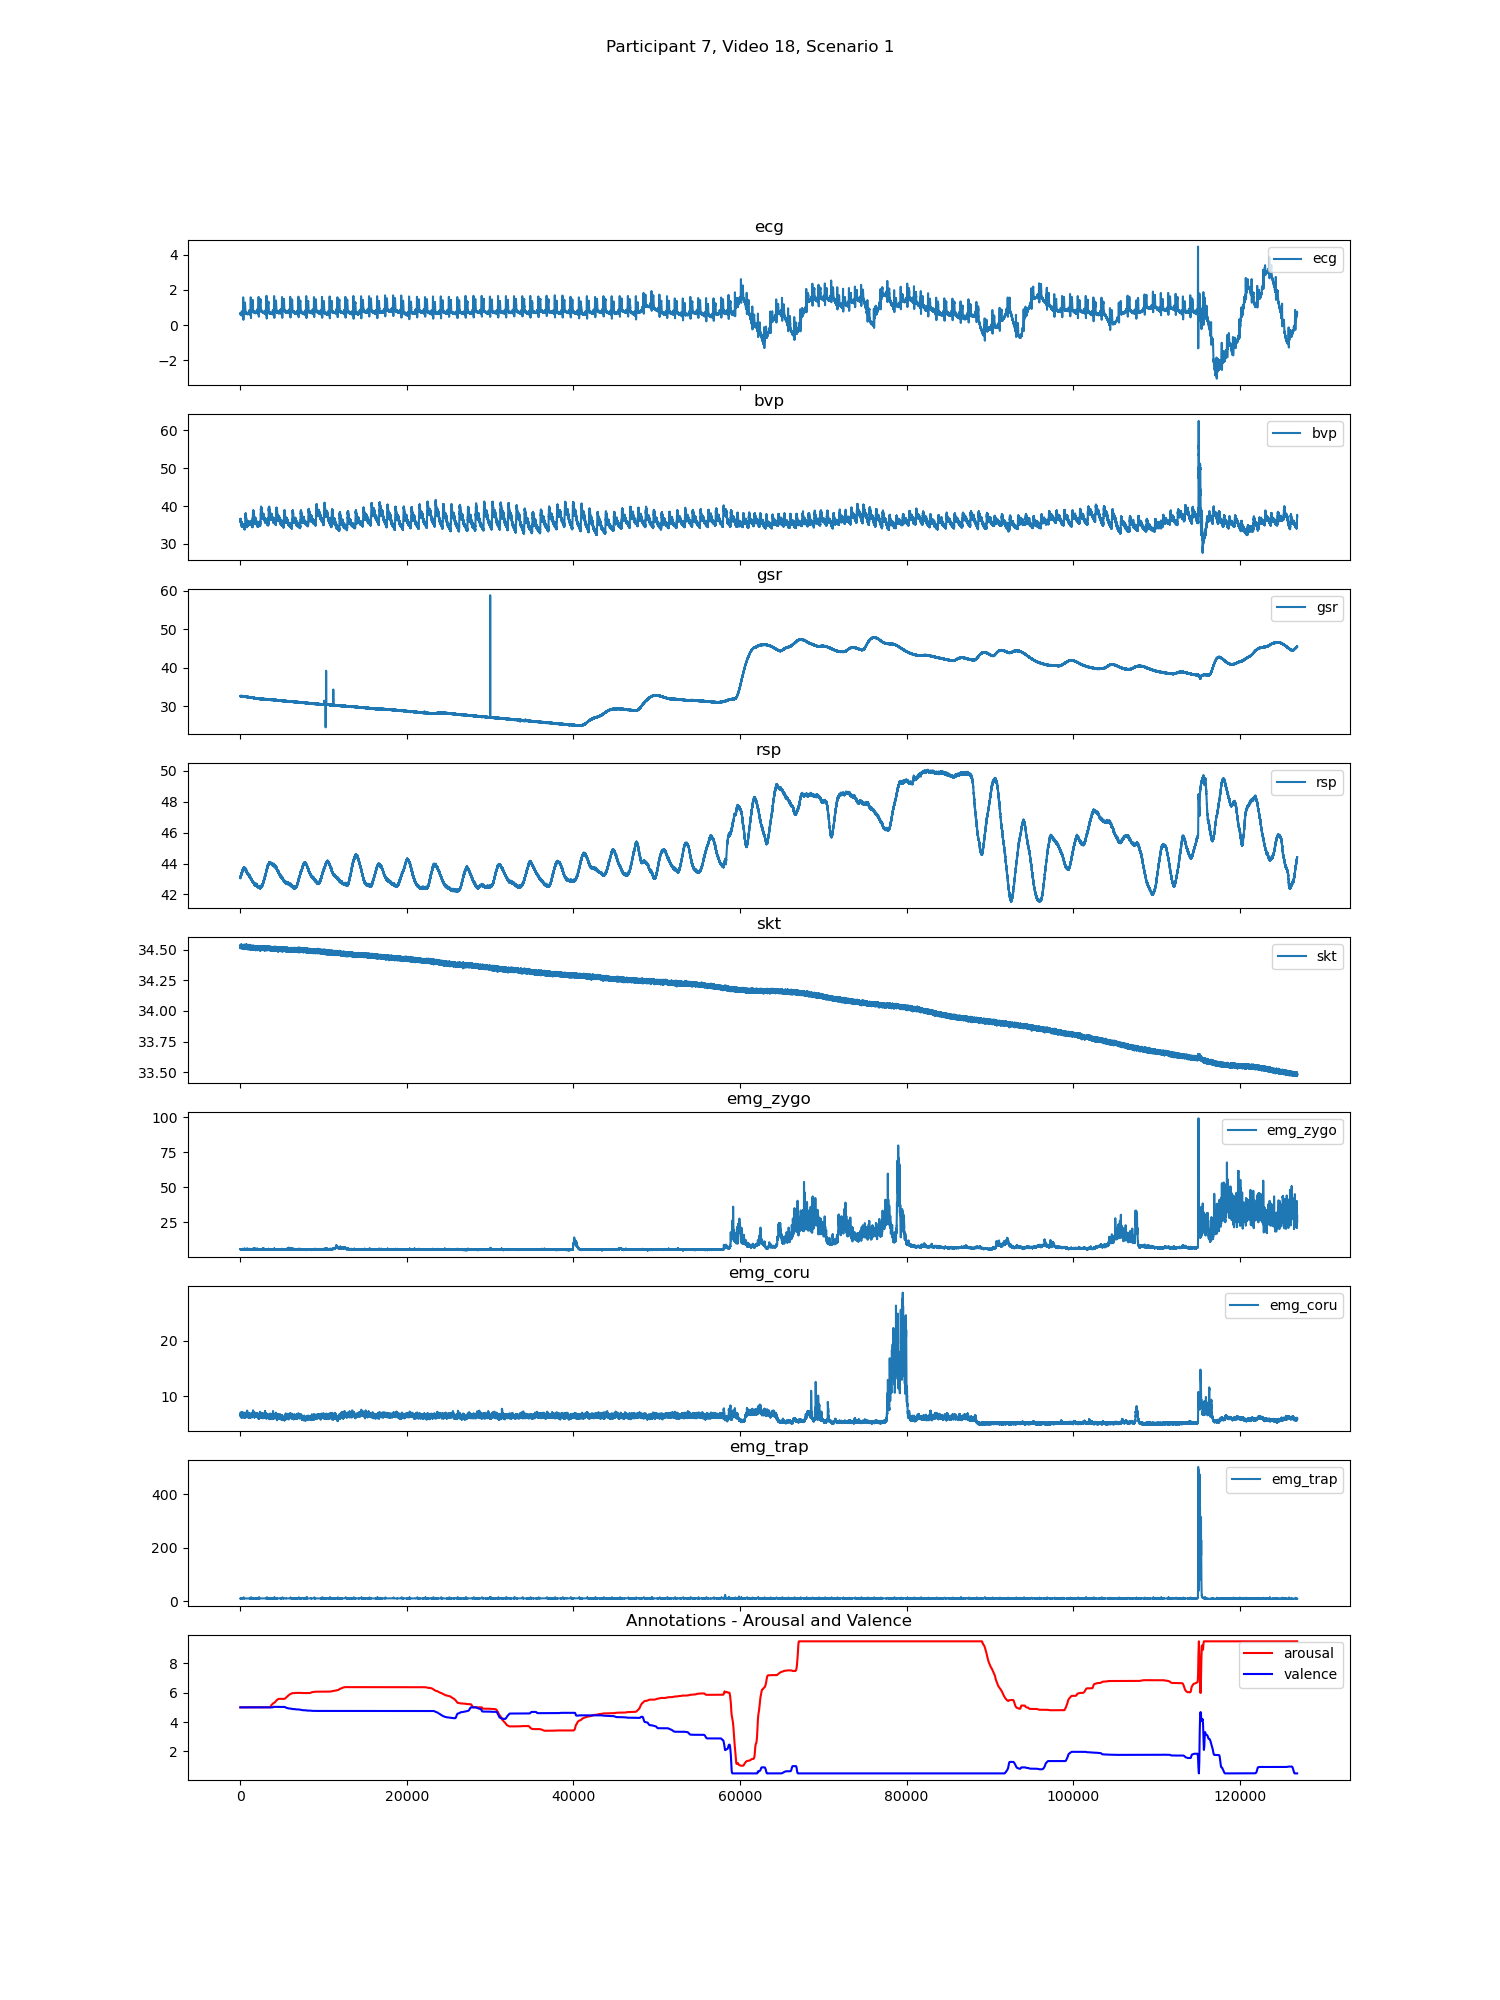 Participant 7, Video 18, Scenario 1
ecg
4
2
0
−2
ecg
bvp
60
50
40
30
bvp
gsr
60
50
40
30
gsr
rsp
50
48
46
44
42
rsp
skt
34.50
34.25
34.00
33.75
33.50
skt
emg_zygo
100
75
50
25
emg_zygo
emg_coru
20
10
emg_coru
emg_trap
400
200
0
emg_trap
Annotations - Arousal and Valence
8
6
4
2
arousal
valence
0 20000 40000 60000 80000 100000 120000